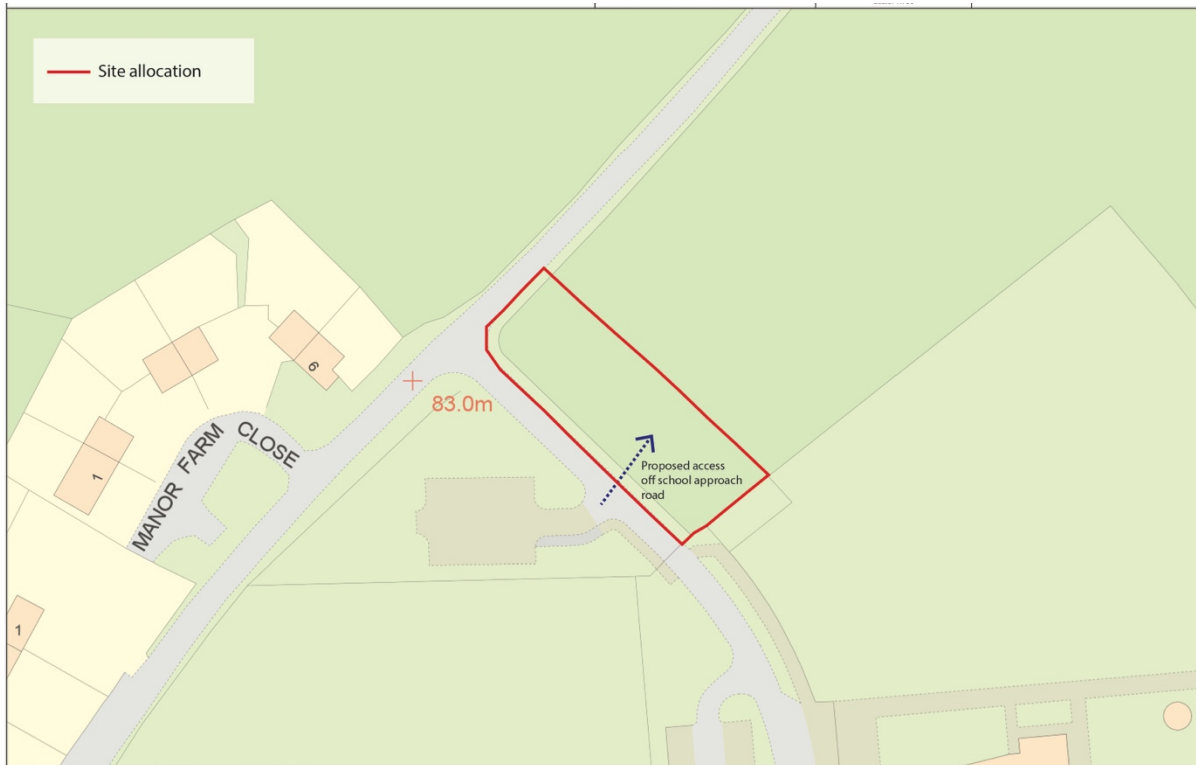 Site allocation
6
83.0m
MANOR FARM CLOSE
1
Proposed access
off school approach
road
1